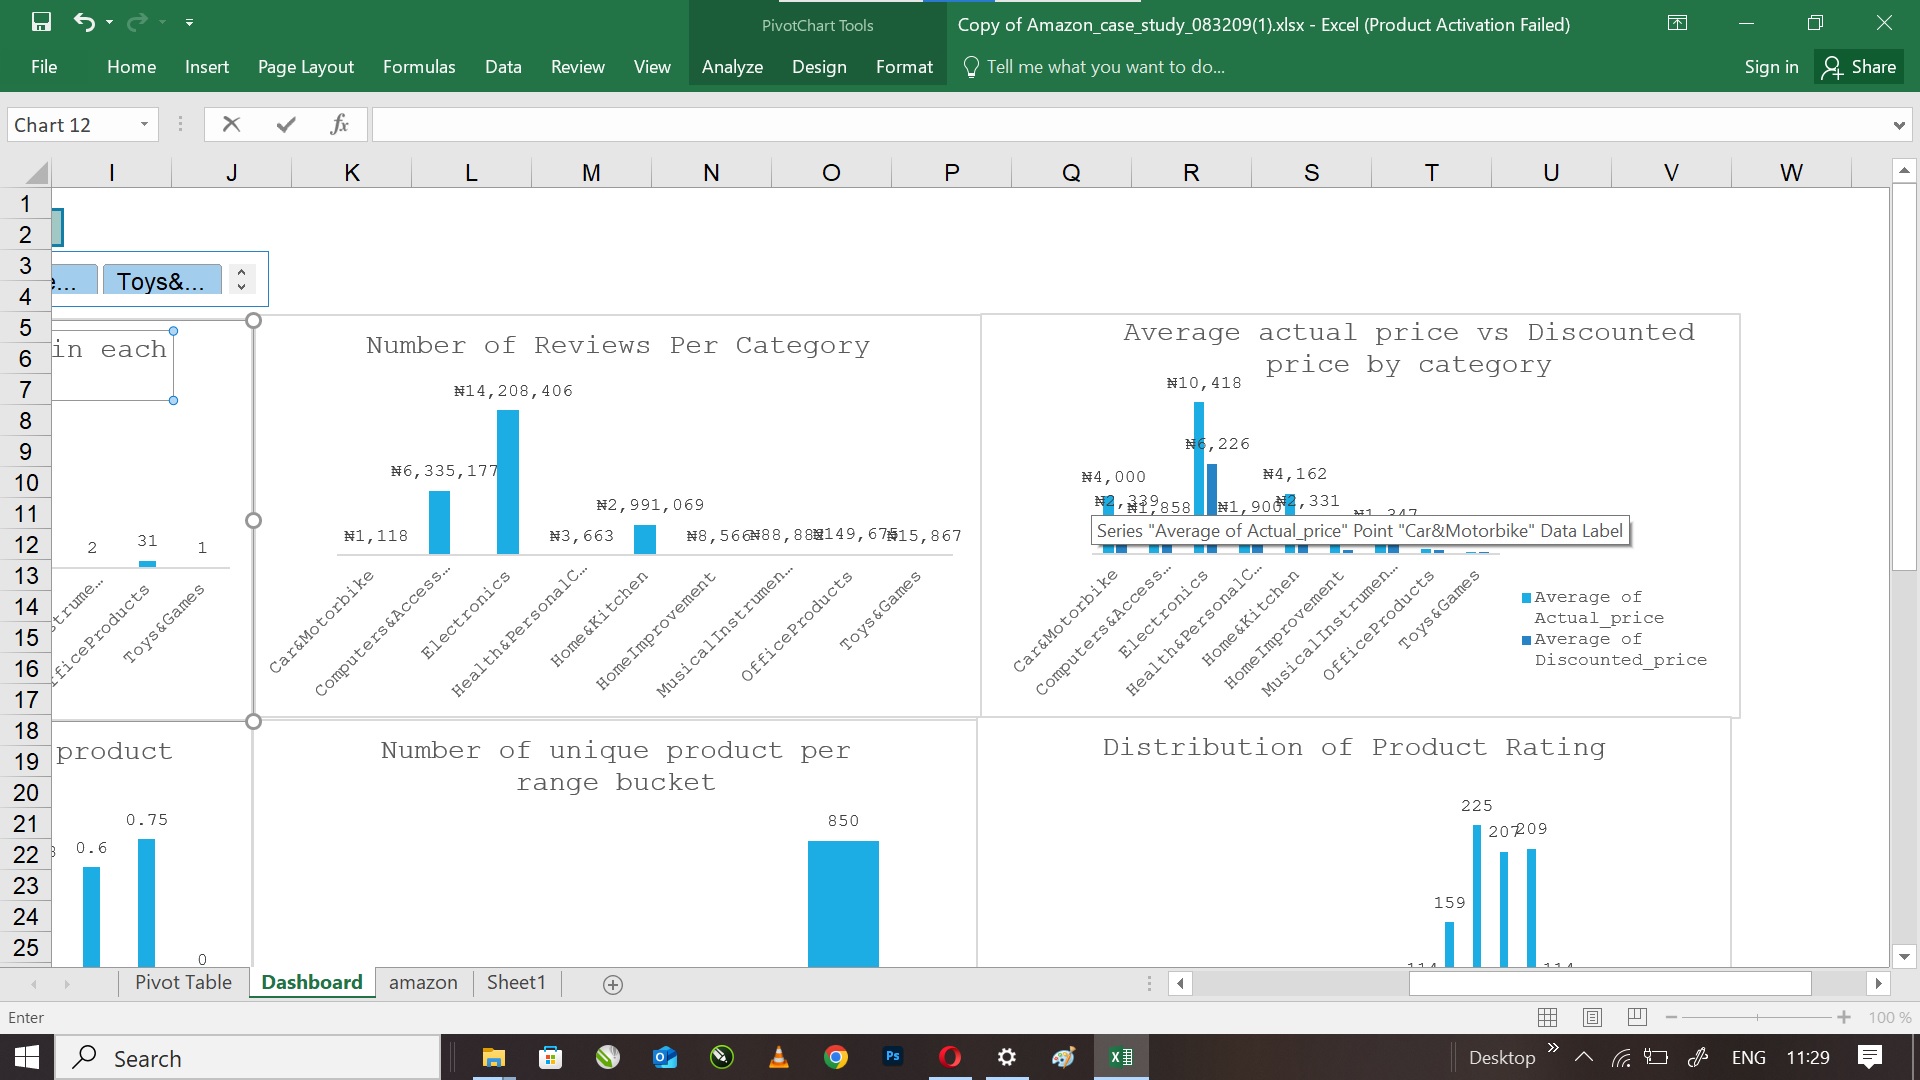 PivotChart Tools
Copy of Amazon_case_study_083209(1).xlsx - Excel (Product Activation Failed)
File Home Insert Page Layout Formulas Data Review View Analyze Design Format Tell me what you want to do... Sign in Share
Chart 12 fx
I J K L M N O P Q R S T U V W
1
2
3
4
5
6
7
8
9
10
11
12
13
14
15
16
17
18
19
20
21
22
23
24
25
e... Toys&...
in each
2 31 1
strume...
fficeProducts
Toys&Games
Number of Reviews Per Category
₦14,208,406
₦6,335,177
₦2,991,069
₦1,118 ₦3,663 ₦8,566 ₦88,882 ₦149,675 ₦15,867
Car&Motorbike
Computers&Access...
Electronics
Health&PersonalC...
Home&Kitchen
HomeImprovement
MusicalInstrumen...
OfficeProducts
Toys&Games
Average actual price vs Discounted
price by category
₦10,418
₦6,226
₦4,000 ₦4,162
₦2,339 ₦1,858 ₦1,900 ₦2,331 ₦1,347
Series "Average of Actual_price" Point "Car&Motorbike" Data Label
Car&Motorbike
Computers&Access...
Electronics
Health&PersonalC...
Home&Kitchen
HomeImprovement
MusicalInstrumen...
OfficeProducts
Toys&Games
Average of
Actual_price
Average of
Discounted_price
product
0.75
0.6
0
Number of unique product per
range bucket
850
Distribution of Product Rating
225
207 209
159
114 114
Pivot Table Dashboard amazon Sheet1
Enter 100 %
Search Ps Desktop ENG 11:29